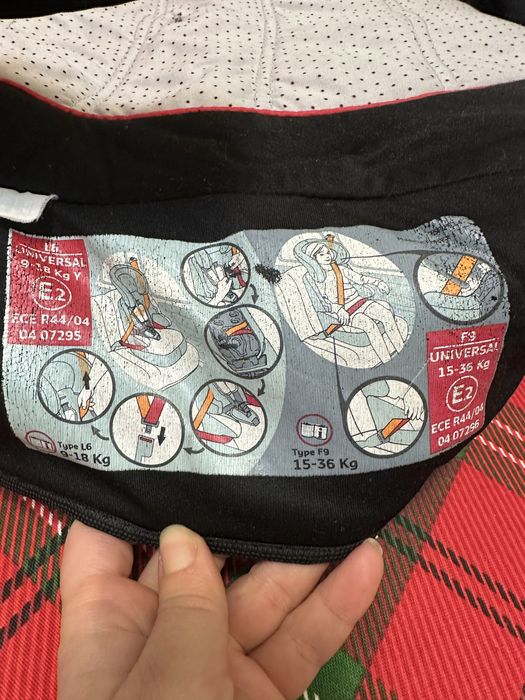 L6
UNIVERSAL
9-18 Kg Y
E2
ECE R44/04
04 07295
Type L6
9-18 Kg
F9
UNIVERSAL
15-36 Kg
E2
ECE R44/04
04 07296
Type F9
15-36 Kg